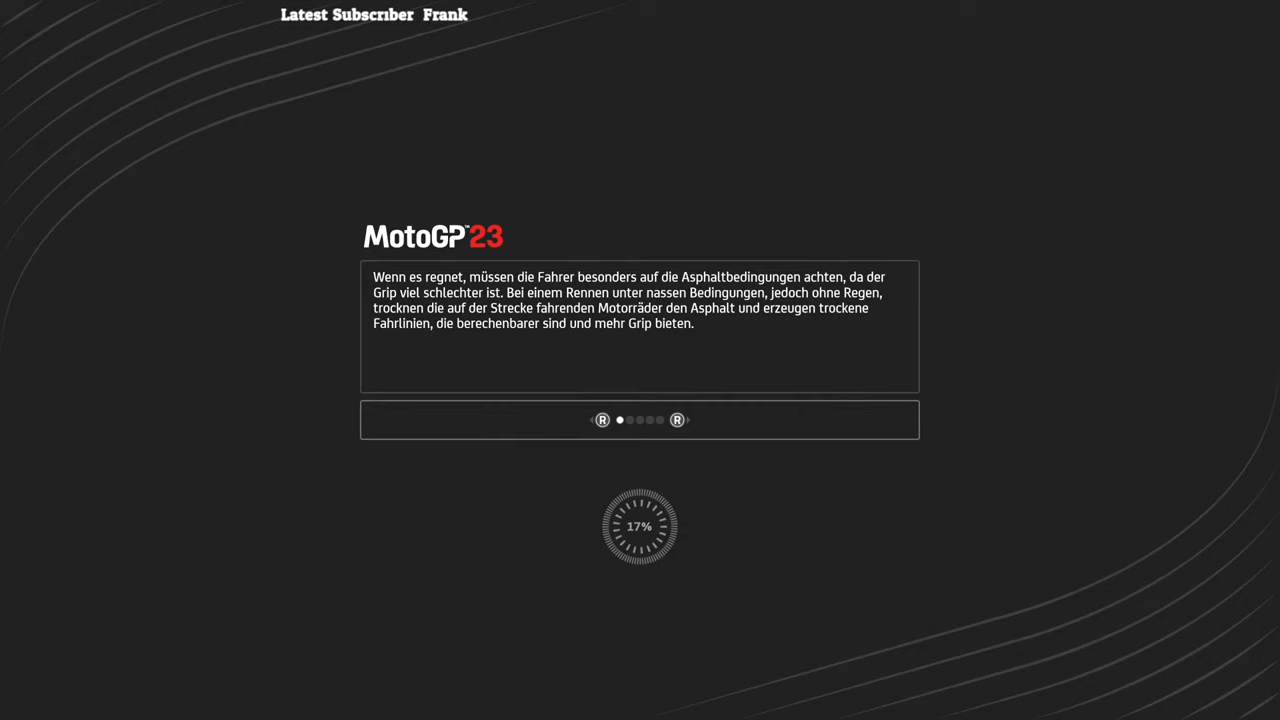 Latest Subscriber Frank
MotoGP™23
Wenn es regnet, müssen die Fahrer besonders auf die Asphaltbedingungen achten, da der
Grip viel schlechter ist. Bei einem Rennen unter nassen Bedingungen, jedoch ohne Regen,
trocknen die auf der Strecke fahrenden Motorräder den Asphalt und erzeugen trockene
Fahrlinien, die berechenbarer sind und mehr Grip bieten.
R R
17%